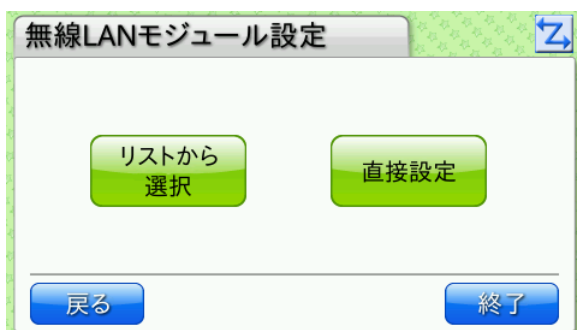 無線LANモジュール設定
リストから
選択
直接設定
戻る
終了